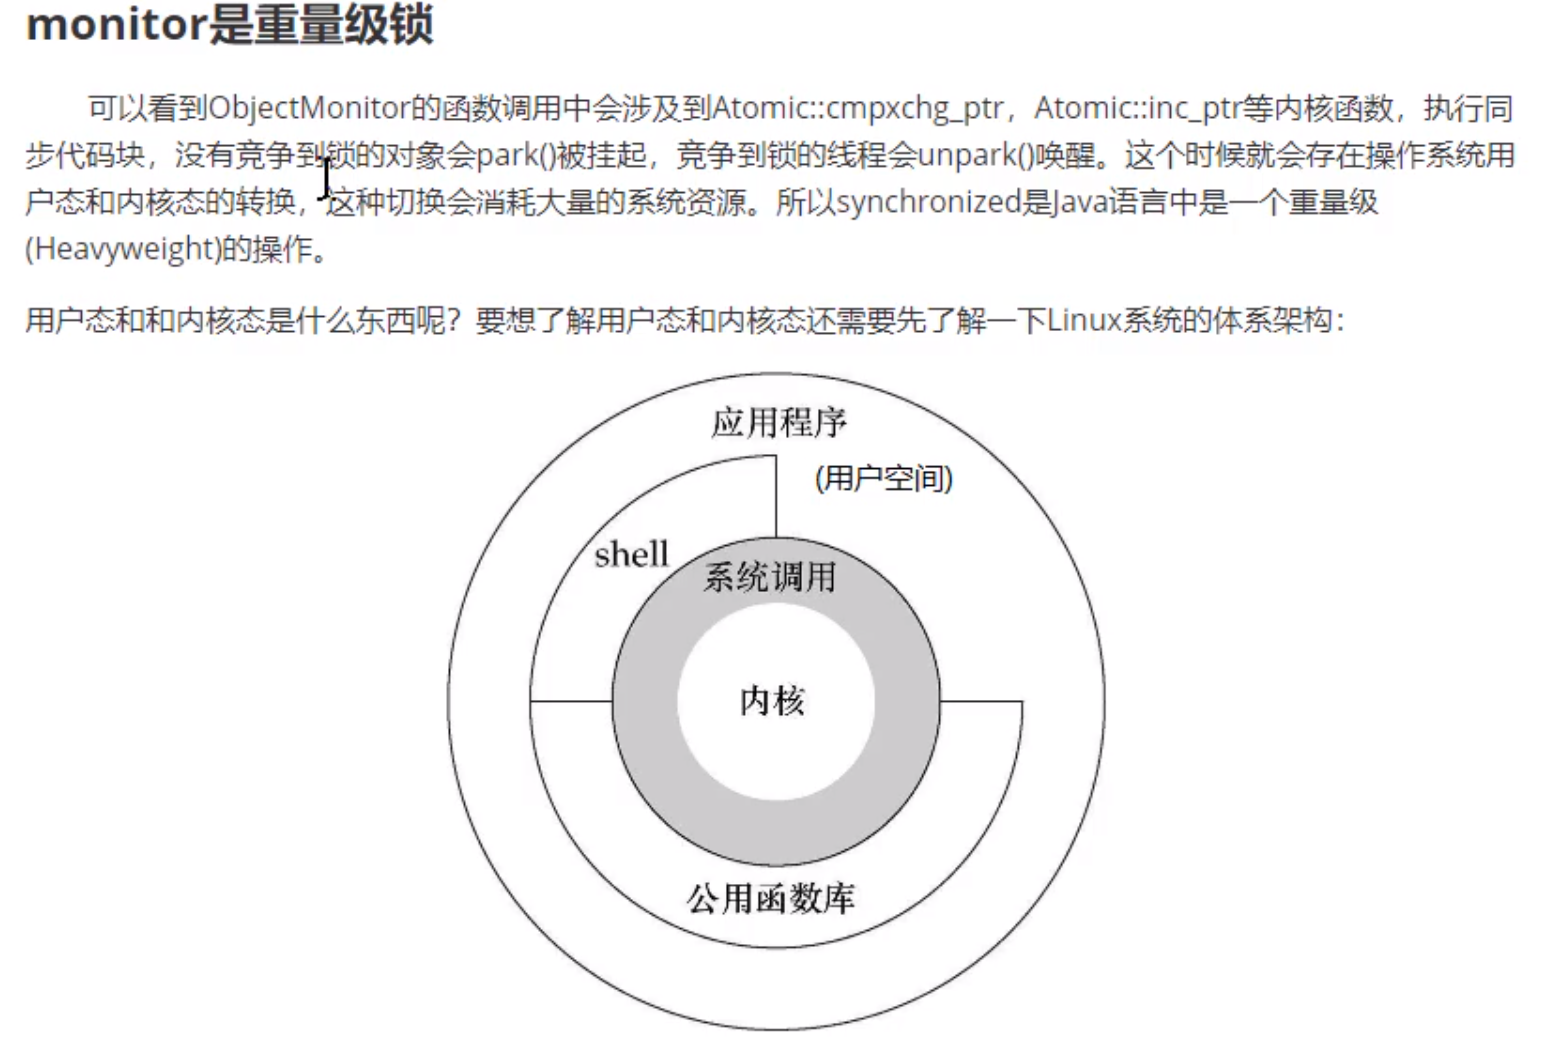 monitor是重量级锁
可以看到ObjectMonitor的函数调用中会涉及到Atomic::cmpxchg_ptr，Atomic::inc_ptr等内核函数，执行同
步代码块，没有竞争到锁的对象会park()被挂起，竞争到锁的线程会unpark()唤醒。这个时候就会存在操作系统用
户态和内核态的转换，这种切换会消耗大量的系统资源。所以synchronized是Java语言中是一个重量级
(Heavyweight)的操作。
用户态和和内核态是什么东西呢？要想了解用户态和内核态还需要先了解一下Linux系统的体系架构：
应用程序
(用户空间)
shell
系统调用
内核
公用函数库